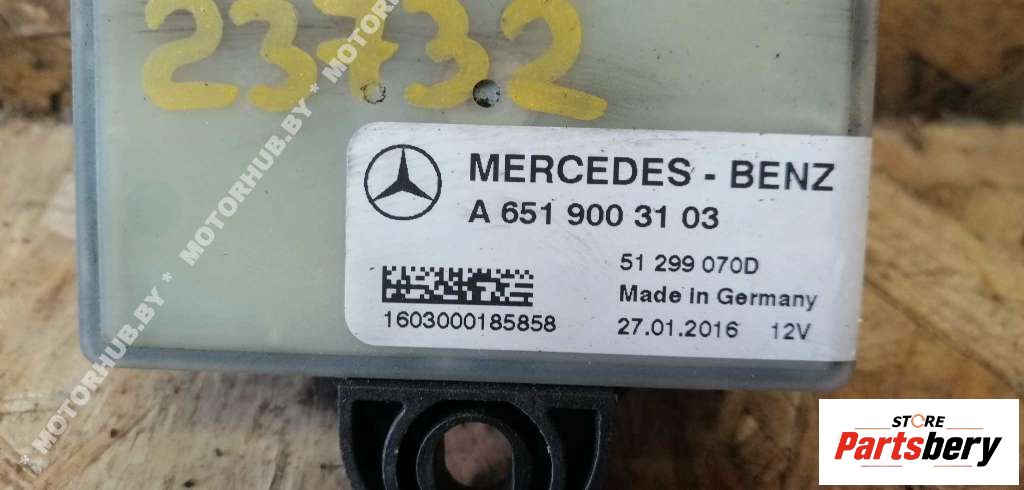 23732
MERCEDES - BENZ
A 651 900 31 03
51 299 070D
Made in Germany
1603000185858
27.01.2016 12V
* MOTORHUB.BY * MOTORHUB.BY * MOTORHUB.BY * MOTORHUB
STORE
Partsbery